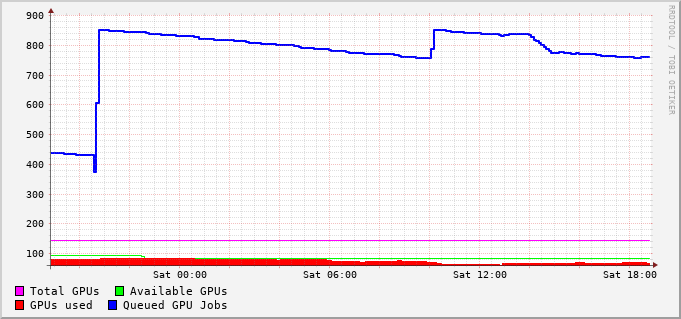 900
800
700
600
500
400
300
200
100
Sat 00:00 Sat 06:00 Sat 12:00 Sat 18:00
Total GPUs Available GPUs
GPUs used Queued GPU Jobs
RRDTOOL / TOBI OETIKER